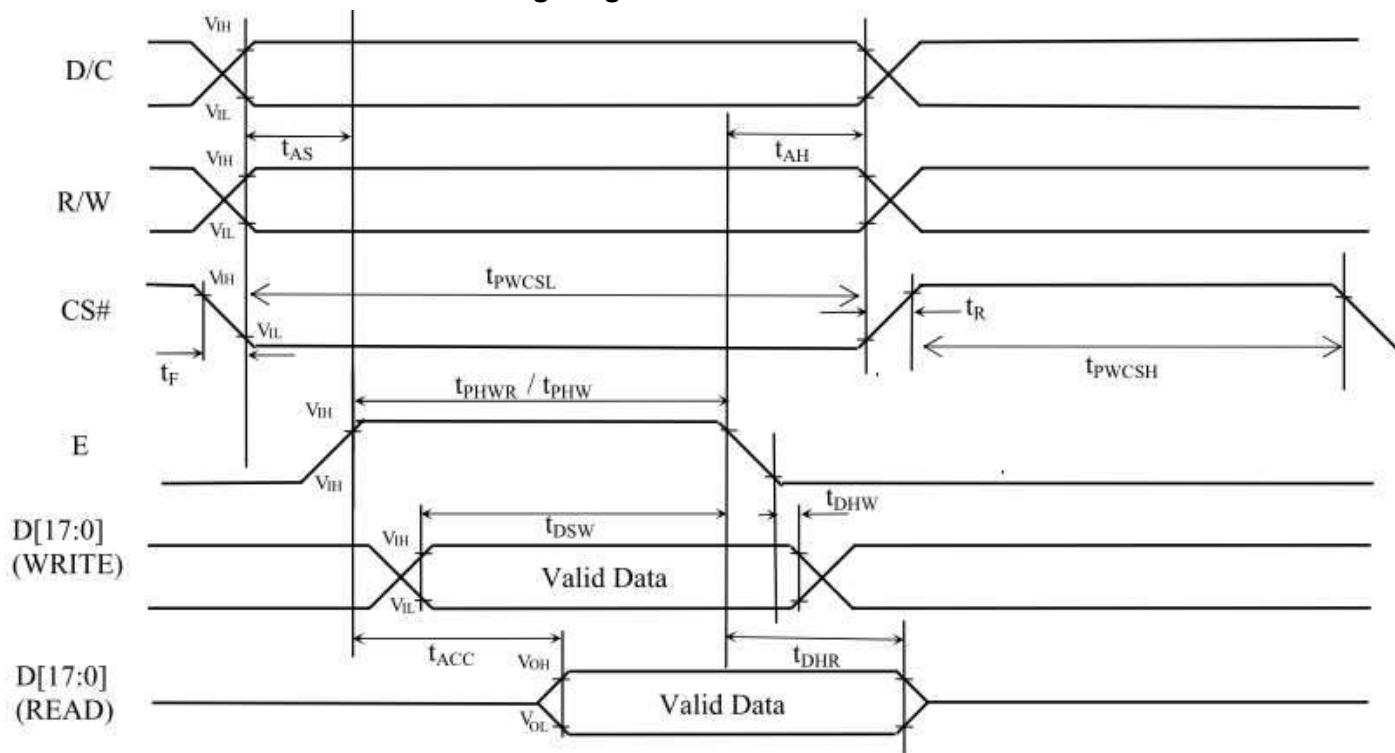 VIH
D/C
VIL
tAS
tAH
VIH
R/W
VIL
VIH
tPWCSL
CS#
tR
VIL
tF
tPWCSH
tPHWR / tPHW
VIH
E
VIH
tDHW
D[17:0]
(WRITE)
tDSW
VIH
Valid Data
VIL
tACC
tDHR
VOH
D[17:0]
(READ)
Valid Data
VOL